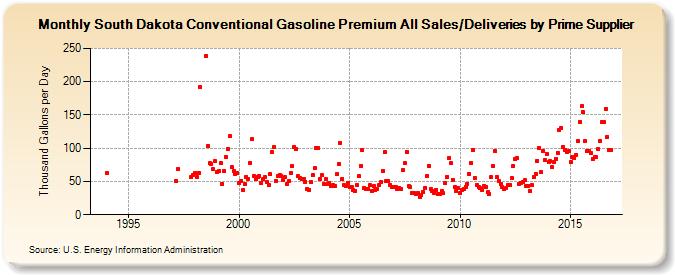 Monthly South Dakota Conventional Gasoline Premium All Sales/Deliveries by Prime Supplier
Thousand Gallons per Day
250
200
150
100
50
0
1995 2000 2005 2010 2015
Source: U.S. Energy Information Administration